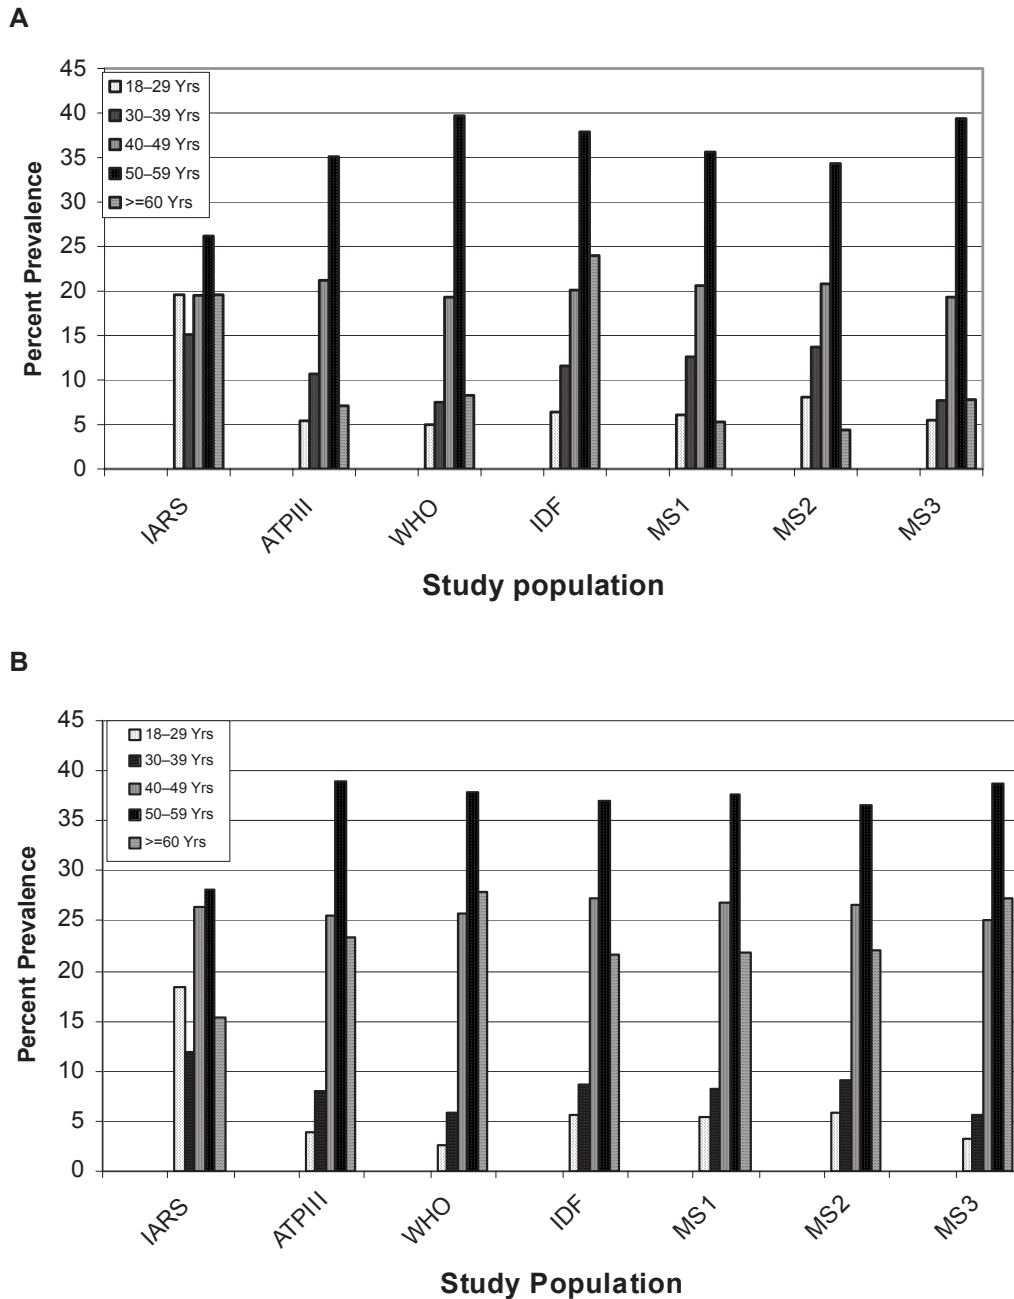 A
45
40
35
30
25
20
15
10
5
0
Percent Prevalence
18–29 Yrs
30–39 Yrs
40–49 Yrs
50–59 Yrs
>=60 Yrs
IARS
ATPIII
WHO
IDF
MS1
MS2
MS3
Study population
B
45
40
35
30
25
20
15
10
5
0
Percent Prevalence
18–29 Yrs
30–39 Yrs
40–49 Yrs
50–59 Yrs
>=60 Yrs
IARS
ATPIII
WHO
IDF
MS1
MS2
MS3
Study Population